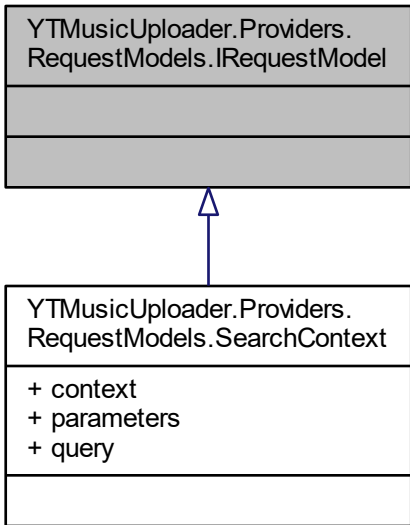 YTMusicUploader.Providers.
RequestModels.IRequestModel
YTMusicUploader.Providers.
RequestModels.SearchContext
+ context
+ parameters
+ query